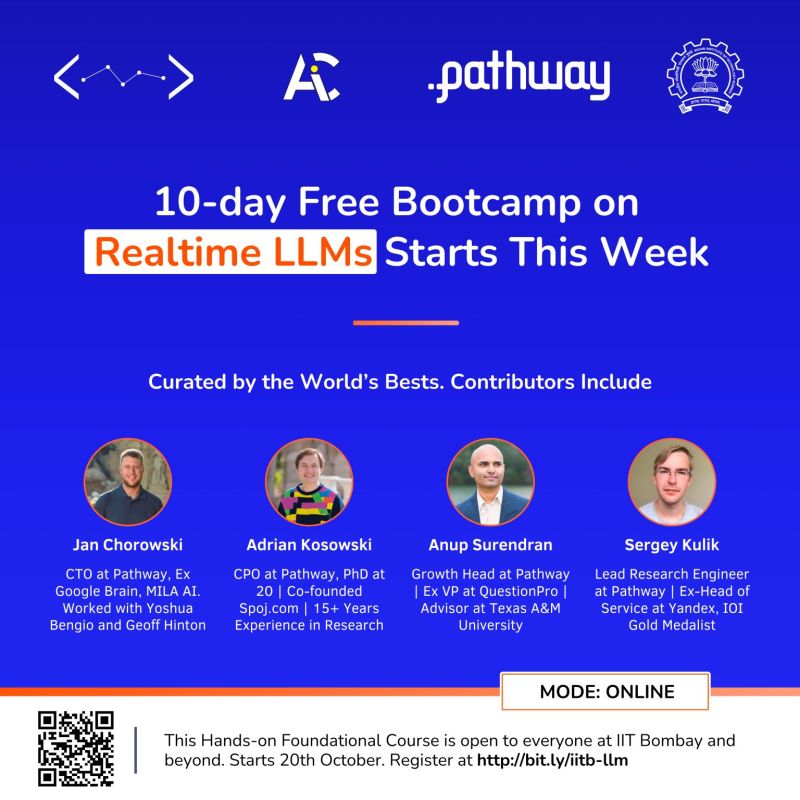 AiC
.pathway
10-day Free Bootcamp on
Realtime LLMs Starts This Week
Curated by the World's Bests. Contributors Include
Jan Chorowski
CTO at Pathway, Ex
Google Brain, MILA AI.
Worked with Yoshua
Bengio and Geoff Hinton
Adrian Kosowski
CPO at Pathway, PhD at
20 | Co-founded
Spoj.com | 15+ Years
Experience in Research
Anup Surendran
Growth Head at Pathway
| Ex VP at QuestionPro |
Advisor at Texas A&M
University
Sergey Kulik
Lead Research Engineer
at Pathway | Ex-Head of
Service at Yandex, IOI
Gold Medalist
MODE: ONLINE
This Hands-on Foundational Course is open to everyone at IIT Bombay and
beyond. Starts 20th October. Register at http://bit.ly/iitb-llm